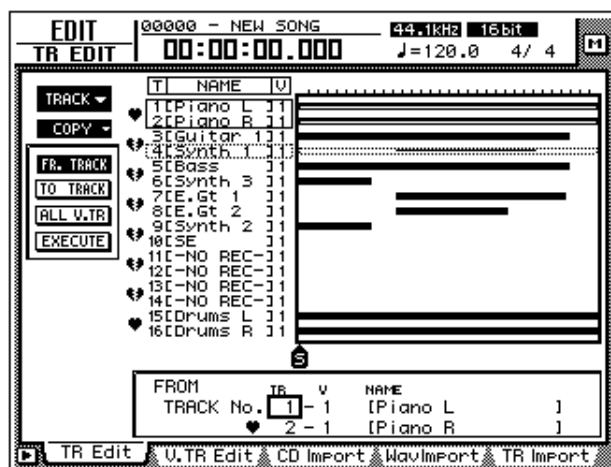 EDIT
TR EDIT
00000 - NEW SONG
00:00:00.000
44.1kHz 16bit
♩=120.0 4/ 4
M
TRACK
COPY
FR. TRACK
TO TRACK
ALL V.TR
EXECUTE
T NAME V
1[Piano L ]1
2[Piano R ]1
3[Guitar 1]1
4[Synth 1 ]1
5[Bass ]1
6[Synth 3 ]1
7[E.Gt 1 ]1
8[E.Gt 2 ]1
9[Synth 2 ]1
10[SE ]1
11[-NO REC-]1
12[-NO REC-]1
13[-NO REC-]1
14[-NO REC-]1
15[Drums L ]1
16[Drums R ]1
S
FROM TR V NAME
TRACK No. 1 - 1 [Piano L ]
2 - 1 [Piano R ]
TR Edit V.TR Edit CD Import WavImport TR Import